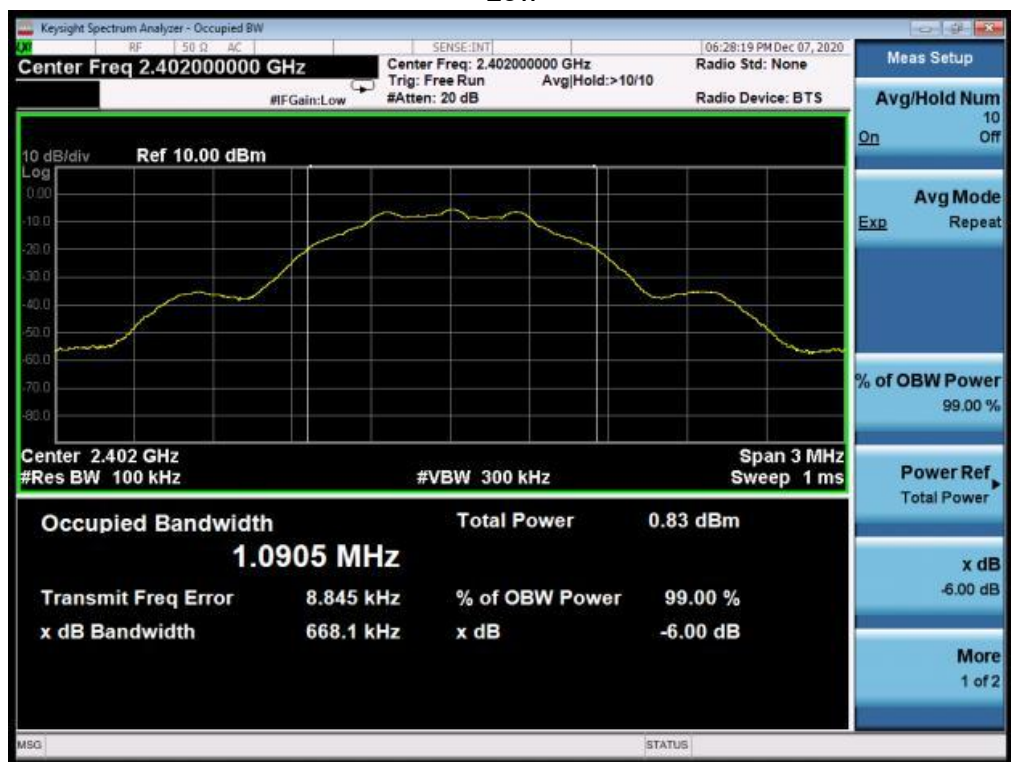 Keysight Spectrum Analyzer - Occupied BW
RF 50 Ω AC SENSE:INT 06:28:19 PM Dec 07, 2020
Center Freq 2.402000000 GHz
Center Freq: 2.402000000 GHz Radio Std: None
Trig: Free Run Avg|Hold:>10/10
#IFGain:Low #Atten: 20 dB Radio Device: BTS
10 dB/div Ref 10.00 dBm
Log
0.00
-10.0
-20.0
-30.0
-40.0
-50.0
-60.0
-70.0
-80.0
Center 2.402 GHz Span 3 MHz
#Res BW 100 kHz #VBW 300 kHz Sweep 1 ms
Occupied Bandwidth Total Power 0.83 dBm
1.0905 MHz
Transmit Freq Error 8.845 kHz % of OBW Power 99.00 %
x dB Bandwidth 668.1 kHz x dB -6.00 dB
Meas Setup
Avg/Hold Num
10
On Off
Avg Mode
Exp Repeat
% of OBW Power
99.00 %
Power Ref
Total Power
x dB
-6.00 dB
More
1 of 2
MSG STATUS